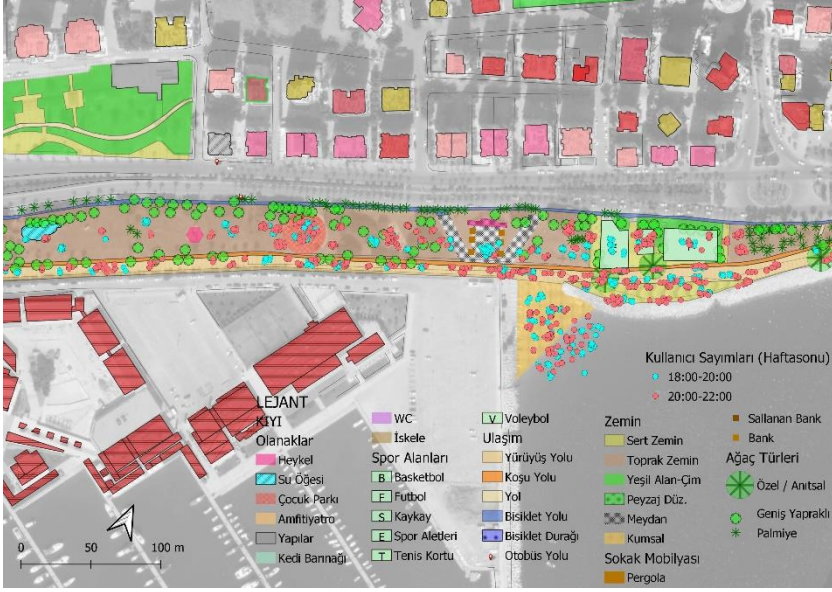 Kullanıcı Sayımları (Haftasonu)
18:00-20:00
20:00-22:00
LEJANT
KIYI
Olanaklar
Heykel
Su Öğesi
Çocuk Parkı
Amfitiyatro
Yapılar
Kedi Barınağı
WC
İskele
Spor Alanları
B Basketbol
F Futbol
S Kaykay
E Spor Aletleri
T Tenis Kortu
V Voleybol
Ulaşım
Yürüyüş Yolu
Koşu Yolu
Yol
Bisiklet Yolu
Bisiklet Durağı
Otobüs Yolu
Zemin
Sert Zemin
Toprak Zemin
Yeşil Alan-Çim
Peyzaj Düz.
Meydan
Kumsal
Sokak Mobilyası
Pergola
Sallanan Bank
Bank
Ağaç Türleri
Özel / Anıtsal
Geniş Yapraklı
Palmiye
0 50 100 m